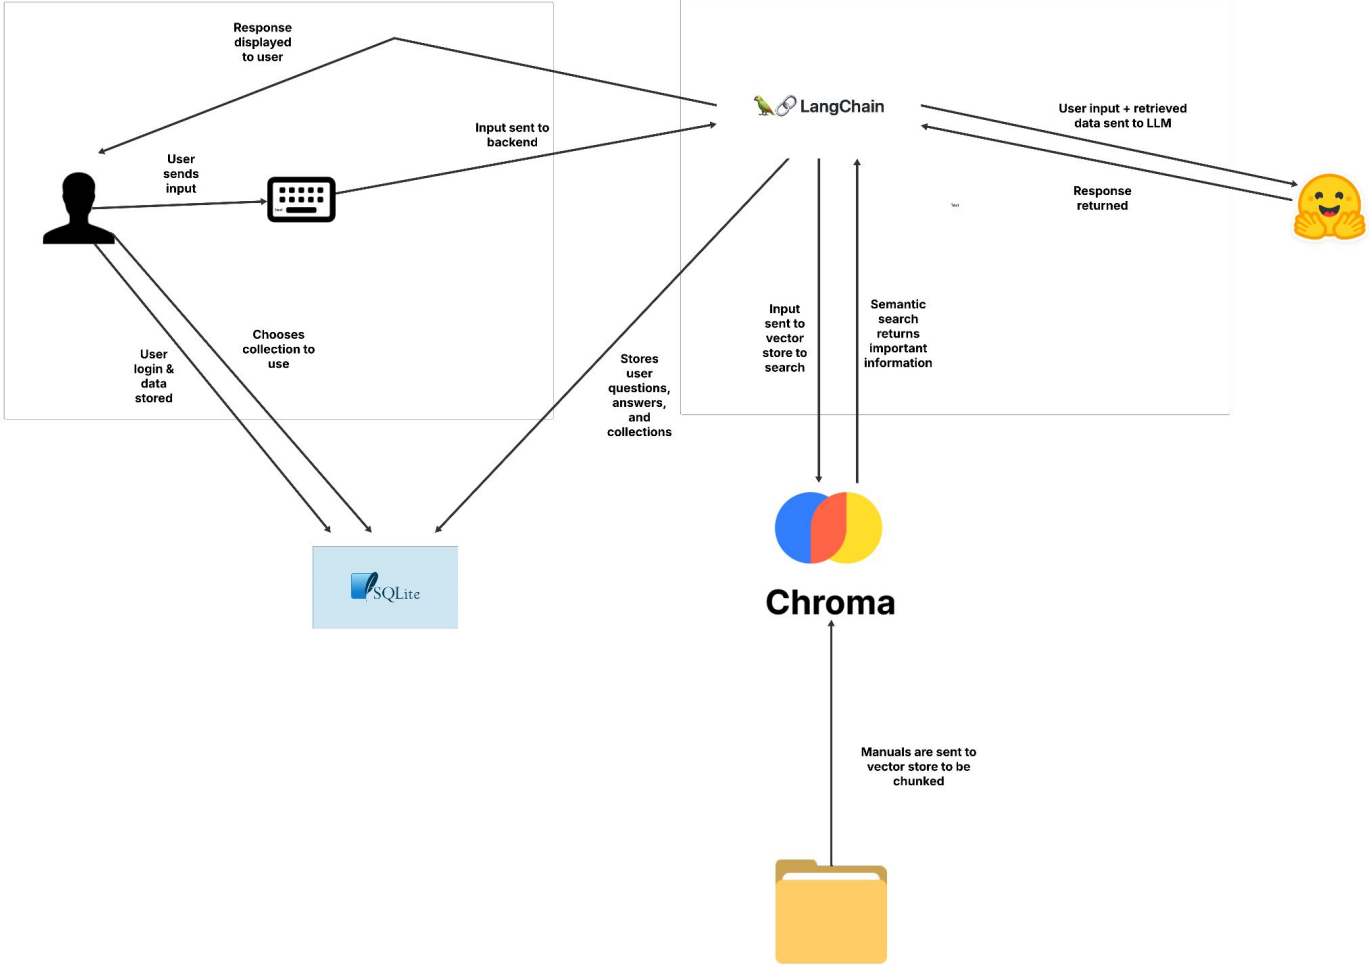 Response
displayed
to user
LangChain
User input + retrieved
data sent to LLM
Input sent to
backend
User
sends
input
Text
Response
returned
Text
Input
sent to
vector
store to
search
Semantic
search
returns
important
information
Chooses
collection to
use
User
login &
data
stored
Stores
user
questions,
answers,
and
collections
SQLite
Chroma
Manuals are sent to
vector store to be
chunked